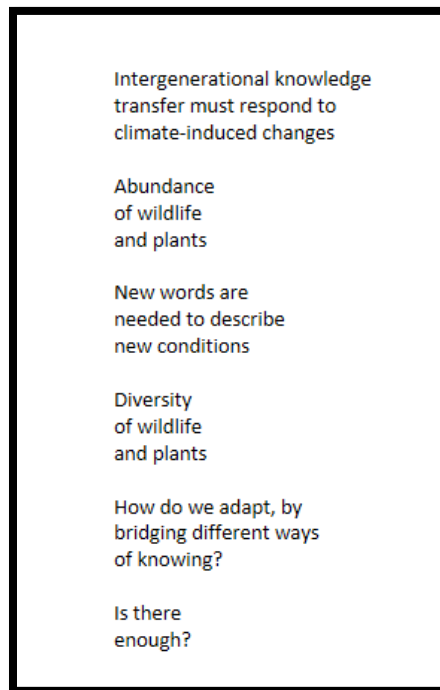 Intergenerational knowledge
transfer must respond to
climate-induced changes
Abundance
of wildlife
and plants
New words are
needed to describe
new conditions
Diversity
of wildlife
and plants
How do we adapt, by
bridging different ways
of knowing?
Is there
enough?